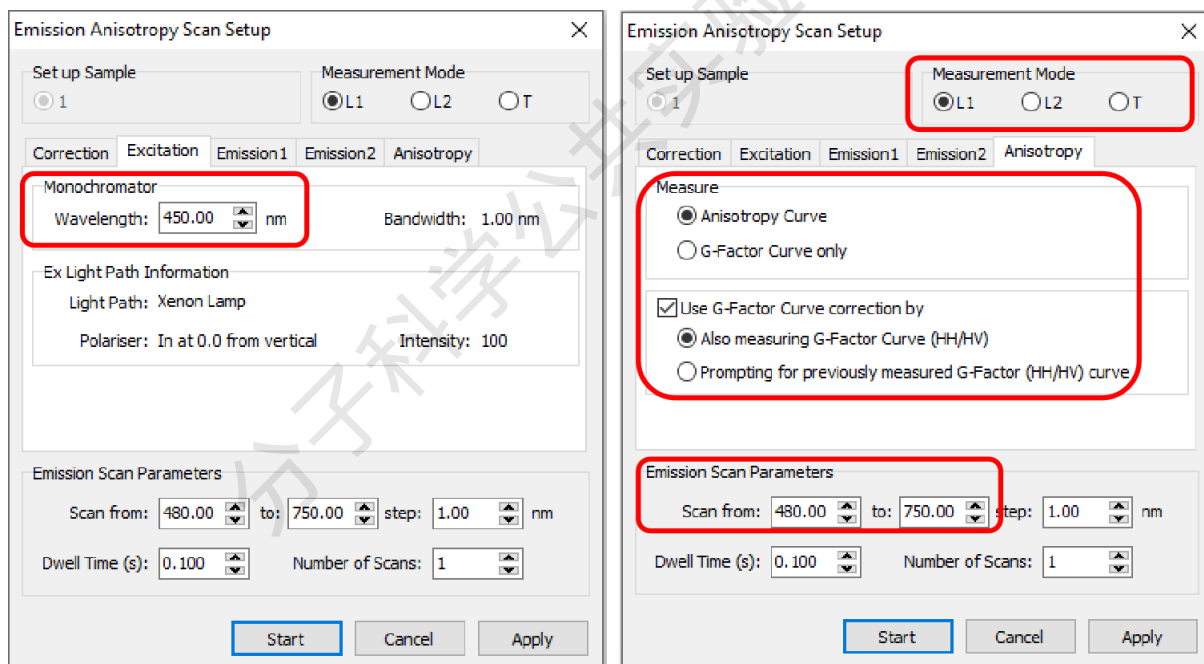 Emission Anisotropy Scan Setup
Set up Sample
1
Measurement Mode
L1 L2 T
Correction Excitation Emission1 Emission2 Anisotropy
Monochromator
Wavelength: 450.00 nm Bandwidth: 1.00 nm
Ex Light Path Information
Light Path: Xenon Lamp
Polariser: In at 0.0 from vertical Intensity: 100
Emission Scan Parameters
Scan from: 480.00 to: 750.00 step: 1.00 nm
Dwell Time (s): 0.100 Number of Scans: 1
Start Cancel Apply
Emission Anisotropy Scan Setup
Set up Sample
1
Measurement Mode
L1 L2 T
Correction Excitation Emission1 Emission2 Anisotropy
Measure
Anisotropy Curve
G-Factor Curve only
Use G-Factor Curve correction by
Also measuring G-Factor Curve (HH/HV)
Prompting for previously measured G-Factor (HH/HV) curve
Emission Scan Parameters
Scan from: 480.00 to: 750.00 step: 1.00 nm
Dwell Time (s): 0.100 Number of Scans: 1
Start Cancel Apply
分子科学公共实验